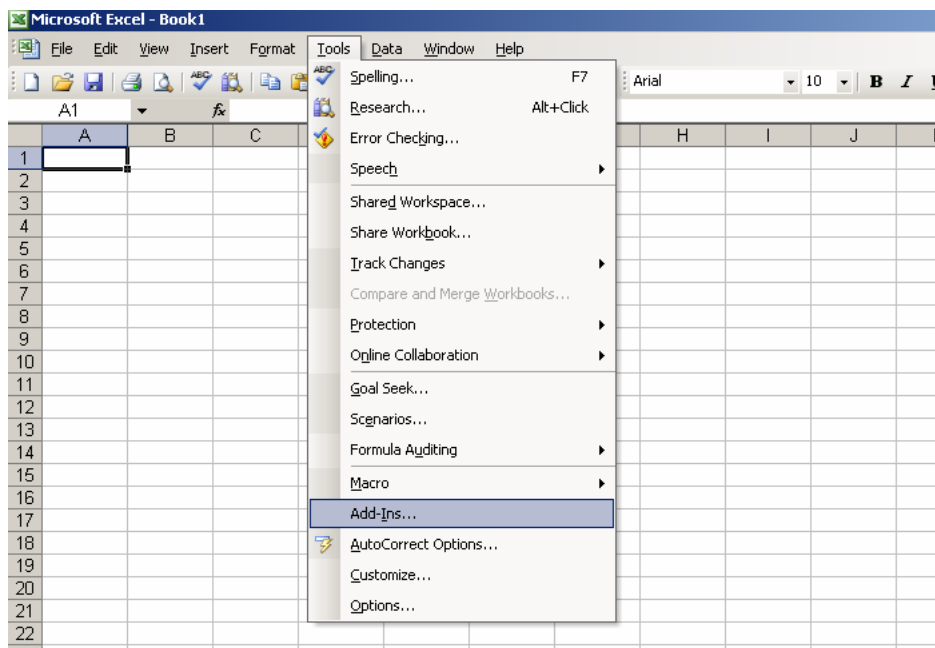 Microsoft Excel - Book1
File Edit View Insert Format Tools Data Window Help
ABC Arial 10 B I
A1 fx
A B C H I J
Spelling... F7
Research... Alt+Click
Error Checking...
Speech
Shared Workspace...
Share Workbook...
Track Changes
Compare and Merge Workbooks...
Protection
Online Collaboration
Goal Seek...
Scenarios...
Formula Auditing
Macro
Add-Ins...
AutoCorrect Options...
Customize...
Options...
1
2
3
4
5
6
7
8
9
10
11
12
13
14
15
16
17
18
19
20
21
22